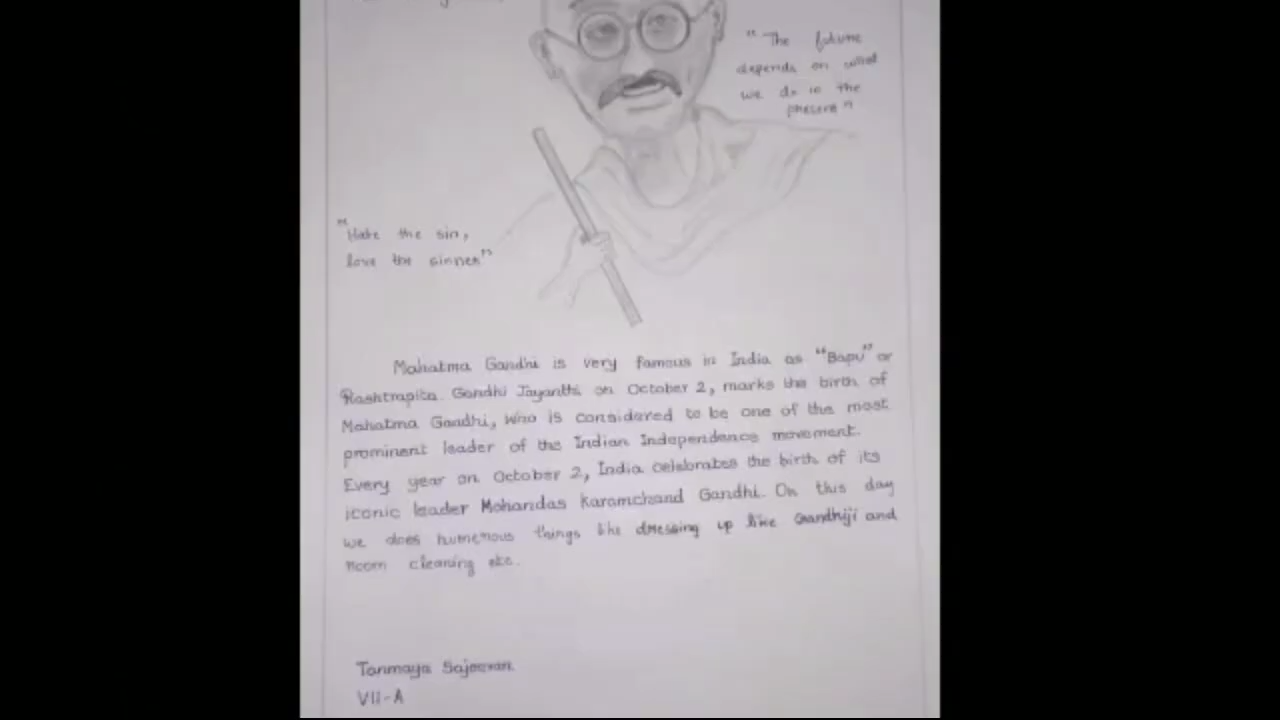 "The future
depends on what
we do in the
present"
"Hate the sin,
love the sinner"
Mahatma Gandhi is very famous in India as "Bapu" or
Rashtrapita. Gandhi Jayanthi on October 2, marks the birth of
Mahatma Gandhi, who is considered to be one of the most
prominent leader of the Indian Independence movement.
Every year on October 2, India celebrates the birth of its
iconic leader Mohandas Karamchand Gandhi. On this day
we does numerous things like dressing up like Gandhiji and
room cleaning etc.
Tanmaya Sajeevan.
VII-A